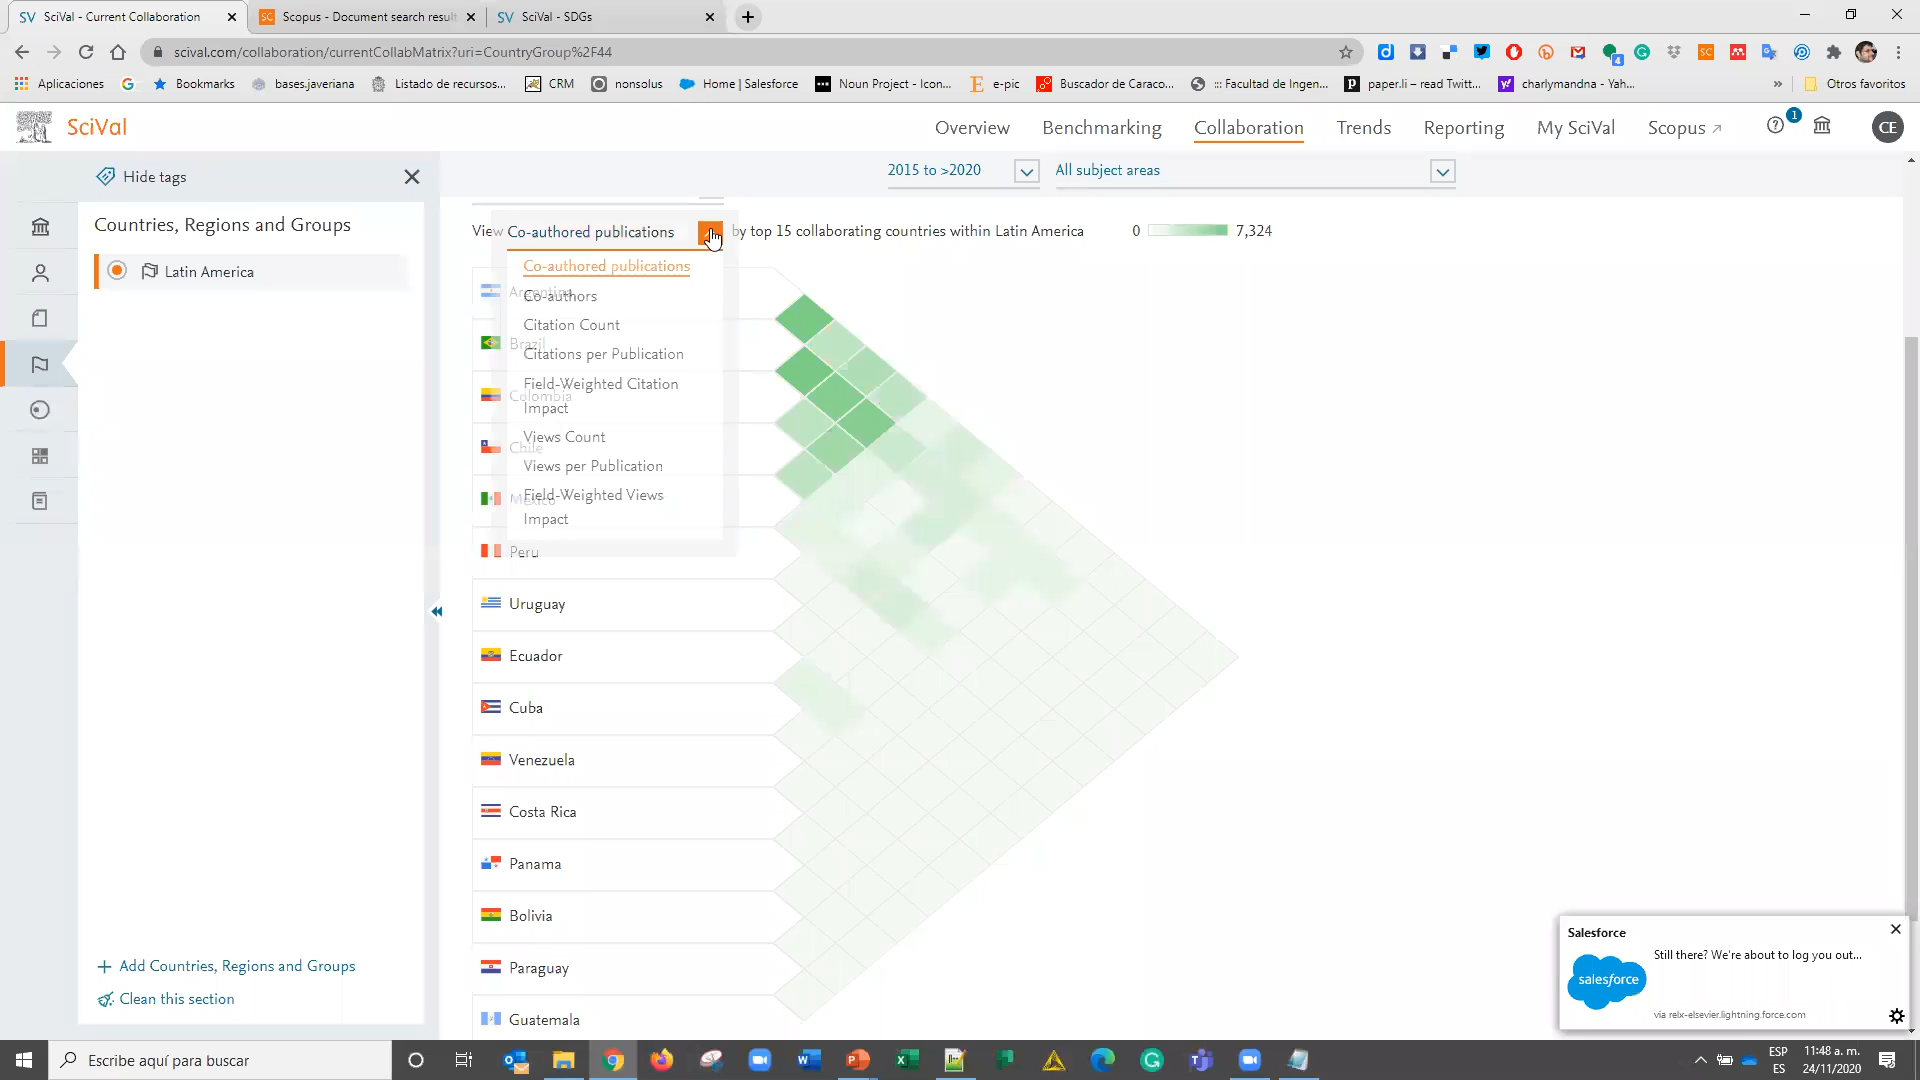 SciVal - Current Collaboration
Scopus - Document search result
SciVal - SDGs
scival.com/collaboration/currentCollabMatrix?uri=CountryGroup%2F44
Aplicaciones
Bookmarks
bases.javeriana
Listado de recursos...
CRM
nonsolus
Home | Salesforce
Noun Project - Icon...
e-pic
Buscador de Caraco...
::: Facultad de Ingen...
paper.li – read Twitt...
charlymandna - Yah...
»
Otros favoritos
SciVal
Overview
Benchmarking
Collaboration
Trends
Reporting
My SciVal
Scopus ↗
1
CE
Hide tags
2015 to >2020
All subject areas
Countries, Regions and Groups
Latin America
View Co-authored publications by top 15 collaborating countries within Latin America
0
7,324
Co-authored publications
Co-authors
Citation Count
Citations per Publication
Field-Weighted Citation
Impact
Views Count
Views per Publication
Field-Weighted Views
Impact
Argentina
Brazil
Colombia
Chile
Mexico
Peru
Uruguay
Ecuador
Cuba
Venezuela
Costa Rica
Panama
Bolivia
Paraguay
Guatemala
+ Add Countries, Regions and Groups
Clean this section
Salesforce
Still there? We're about to log you out...
salesforce
via relx-elsevier.lightning.force.com
Escribe aquí para buscar
ESP
ES
11:48 a. m.
24/11/2020